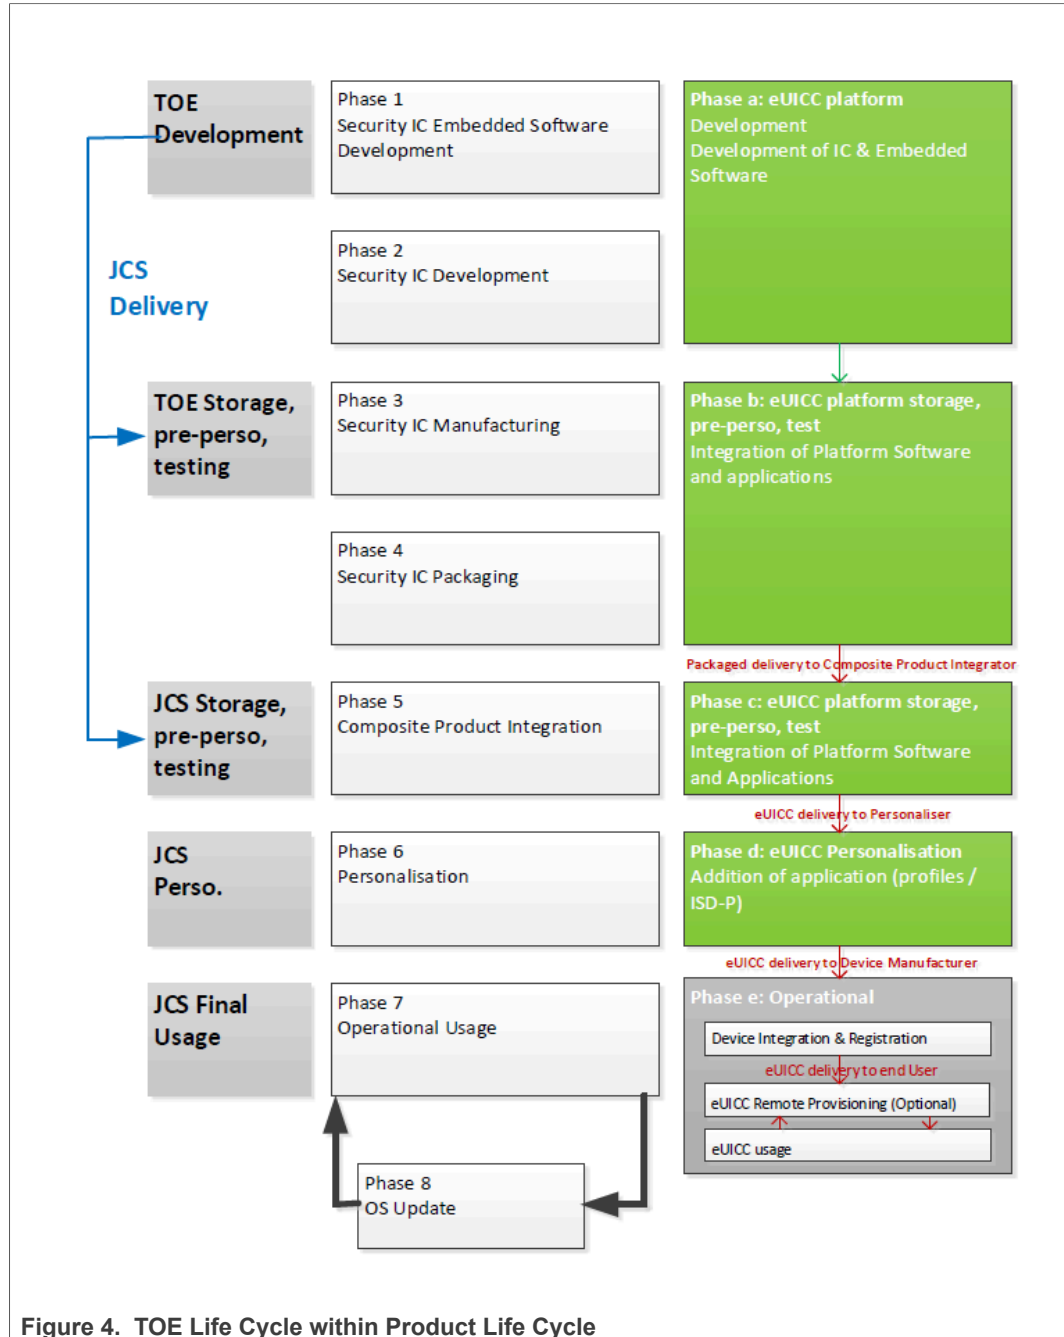 TOE
Development
Phase 1
Security IC Embedded Software
Development
Phase a: eUICC platform
Development
Development of IC & Embedded
Software
JCS
Delivery
Phase 2
Security IC Development
TOE Storage,
pre-perso,
testing
Phase 3
Security IC Manufacturing
Phase b: eUICC platform storage,
pre-perso, test
Integration of Platform Software
and applications
Phase 4
Security IC Packaging
Packaged delivery to Composite Product Integrator
JCS Storage,
pre-perso,
testing
Phase 5
Composite Product Integration
Phase c: eUICC platform storage,
pre-perso, test
Integration of Platform Software
and Applications
eUICC delivery to Personaliser
JCS
Perso.
Phase 6
Personalisation
Phase d: eUICC Personalisation
Addition of application (profiles /
ISD-P)
eUICC delivery to Device Manufacturer
JCS Final
Usage
Phase 7
Operational Usage
Phase e: Operational
Device Integration & Registration
eUICC delivery to end User
eUICC Remote Provisioning (Optional)
eUICC usage
Phase 8
OS Update
Figure 4. TOE Life Cycle within Product Life Cycle